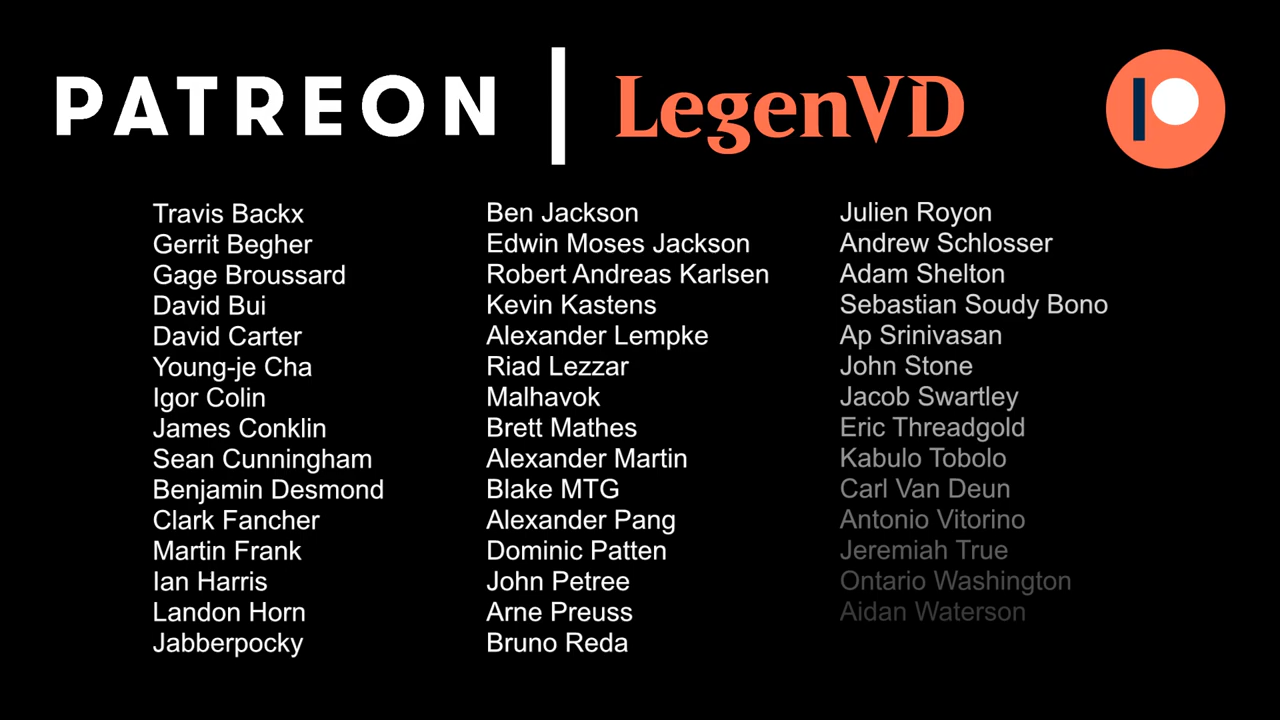 PATREON | LegenVD
Travis Backx
Gerrit Begher
Gage Broussard
David Bui
David Carter
Young-je Cha
Igor Colin
James Conklin
Sean Cunningham
Benjamin Desmond
Clark Fancher
Martin Frank
Ian Harris
Landon Horn
Jabberpocky
Ben Jackson
Edwin Moses Jackson
Robert Andreas Karlsen
Kevin Kastens
Alexander Lempke
Riad Lezzar
Malhavok
Brett Mathes
Alexander Martin
Blake MTG
Alexander Pang
Dominic Patten
John Petree
Arne Preuss
Bruno Reda
Julien Royon
Andrew Schlosser
Adam Shelton
Sebastian Soudy Bono
Ap Srinivasan
John Stone
Jacob Swartley
Eric Threadgold
Kabulo Tobolo
Carl Van Deun
Antonio Vitorino
Jeremiah True
Ontario Washington
Aidan Waterson